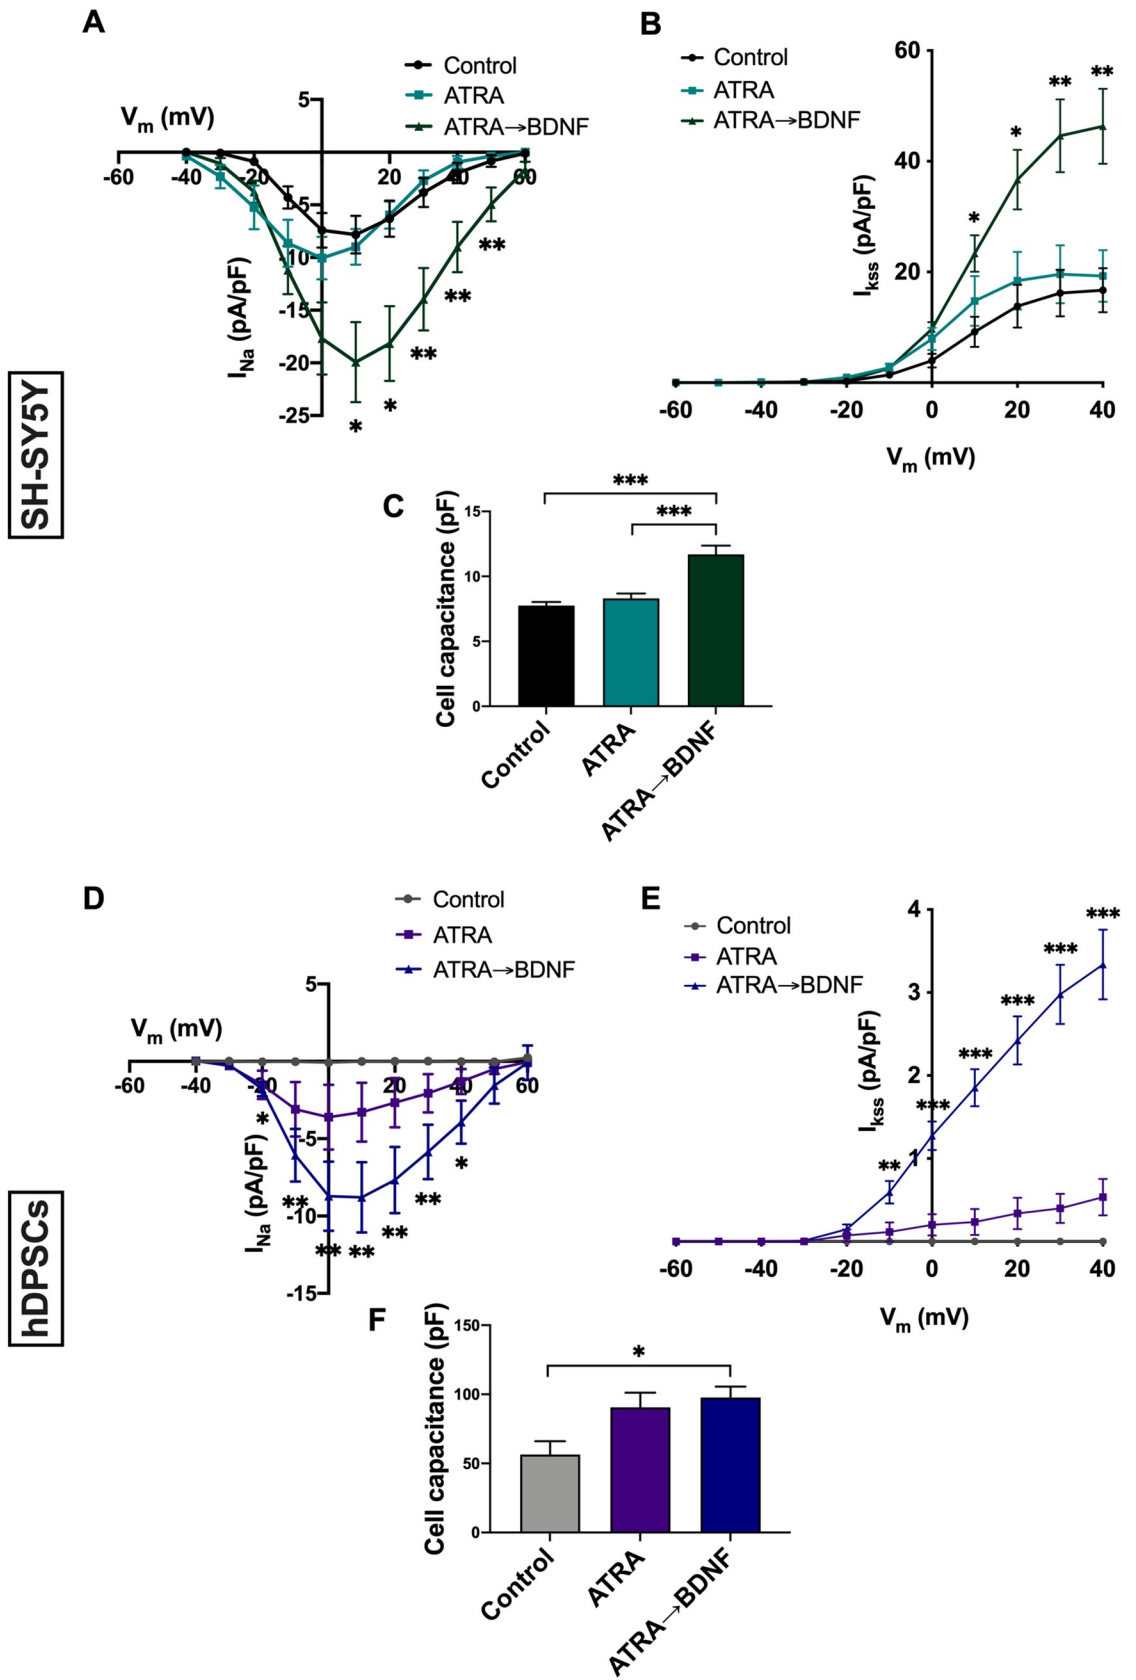 A
Control
ATRA
ATRA→BDNF
Vm (mV)
5
-60 -40 -20 20 40 60
-5
-10
-15
-20
-25
INa (pA/pF)
**
**
**
*
*
B
Control
ATRA
ATRA→BDNF
60
40
20
Ikss (pA/pF)
*
*
**
**
-60 -40 -20 0 20 40
Vm (mV)
SH-SY5Y
C
***
***
Cell capacitance (pF)
15
10
5
0
Control
ATRA
ATRA→BDNF
D
Control
ATRA
ATRA→BDNF
Vm (mV)
5
-60 -40 -20 20 40 60
-5
-10
-15
INa (pA/pF)
*
**
**
**
**
**
*
E
Control
ATRA
ATRA→BDNF
4
3
2
1
Ikss (pA/pF)
**
***
***
***
***
***
-60 -40 -20 0 20 40
Vm (mV)
hDPSCs
F
*
Cell capacitance (pF)
150
100
50
0
Control
ATRA
ATRA→BDNF